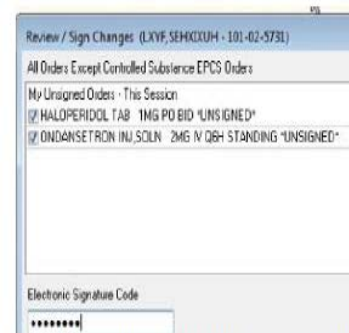 Review / Sign Changes (LXYF,SEHXIXUH - 101-02-5731)
All Orders Except Controlled Substance EPCS Orders
My Unsigned Orders - This Session
HALOPERIDOL TAB 1MG PO BID *UNSIGNED*
ONDANSETRON INJ,SOLN 2MG IV Q6H STANDING *UNSIGNED*
Electronic Signature Code
••••••••